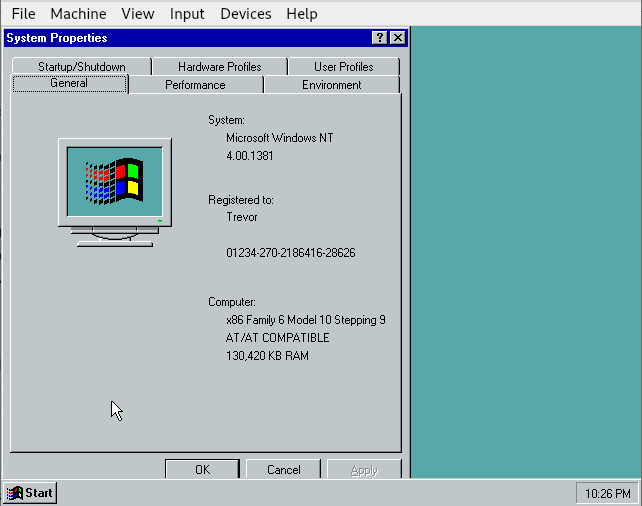 File Machine View Input Devices Help
System Properties
Startup/Shutdown Hardware Profiles User Profiles
General Performance Environment
System:
Microsoft Windows NT
4.00.1381
Registered to:
Trevor
01234-270-2186416-28626
Computer:
x86 Family 6 Model 10 Stepping 9
AT/AT COMPATIBLE
130,420 KB RAM
OK Cancel Apply
Start 10:26 PM